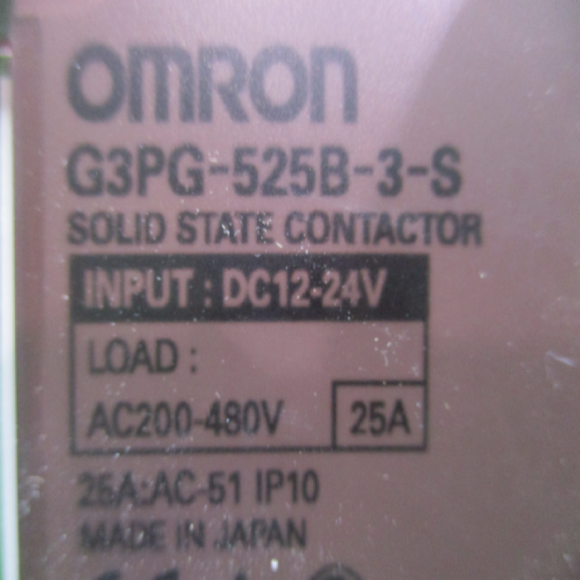 OMRON
G3PG-525B-3-S
SOLID STATE CONTACTOR
INPUT : DC12-24V
LOAD :
AC200-480V 25A
25A:AC-51 IP10
MADE IN JAPAN